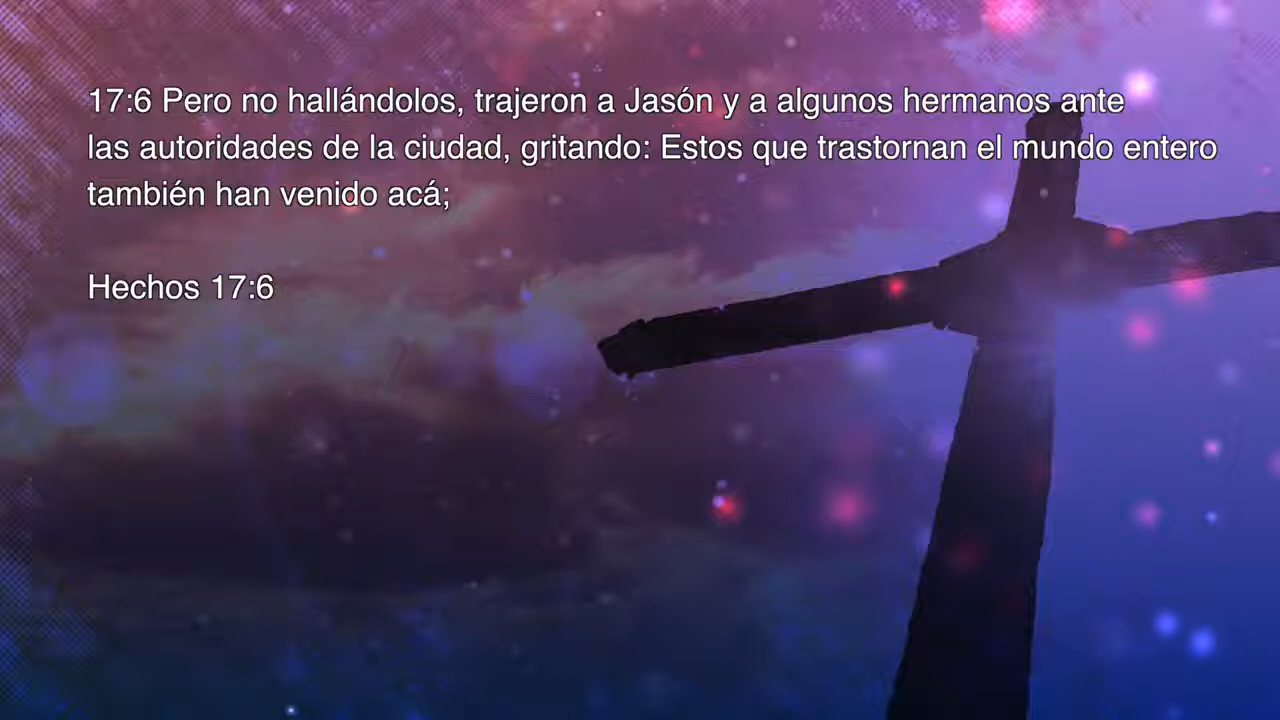 17:6 Pero no hallándolos, trajeron a Jasón y a algunos hermanos ante
las autoridades de la ciudad, gritando: Estos que trastornan el mundo entero
también han venido acá;
Hechos 17:6